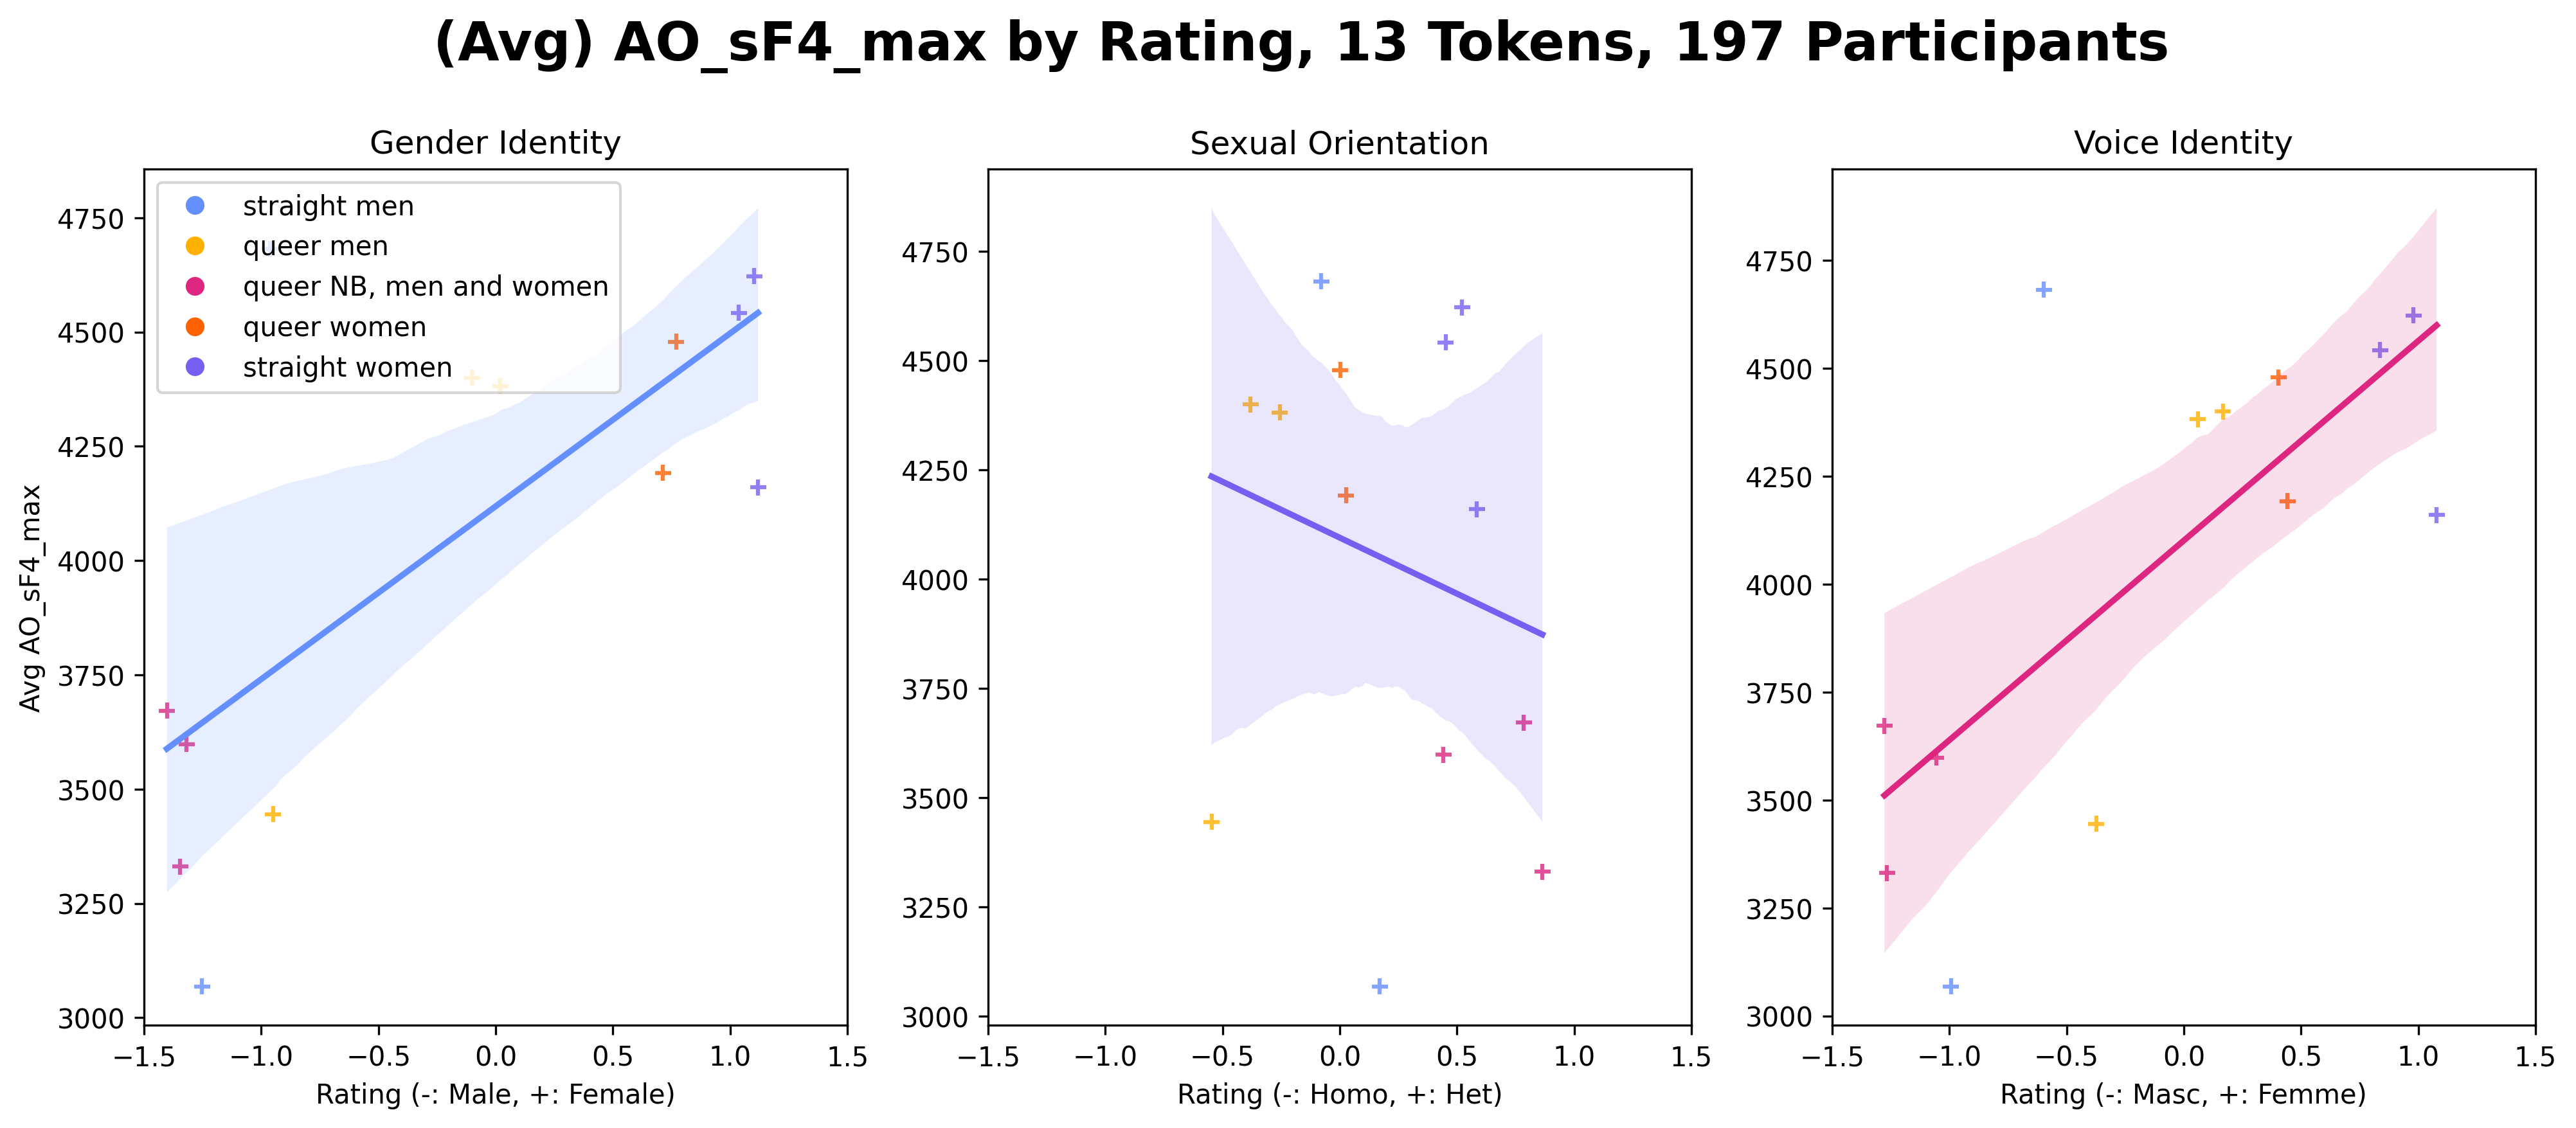 (Avg) AO_sF4_max by Rating, 13 Tokens, 197 Participants
Gender Identity
straight men
queer men
queer NB, men and women
queer women
straight women
4750
4500
4250
4000
3750
3500
3250
3000
Avg AO_sF4_max
−1.5 −1.0 −0.5 0.0 0.5 1.0 1.5
Rating (-: Male, +: Female)
Sexual Orientation
4750
4500
4250
4000
3750
3500
3250
3000
−1.5 −1.0 −0.5 0.0 0.5 1.0 1.5
Rating (-: Homo, +: Het)
Voice Identity
4750
4500
4250
4000
3750
3500
3250
3000
−1.5 −1.0 −0.5 0.0 0.5 1.0 1.5
Rating (-: Masc, +: Femme)